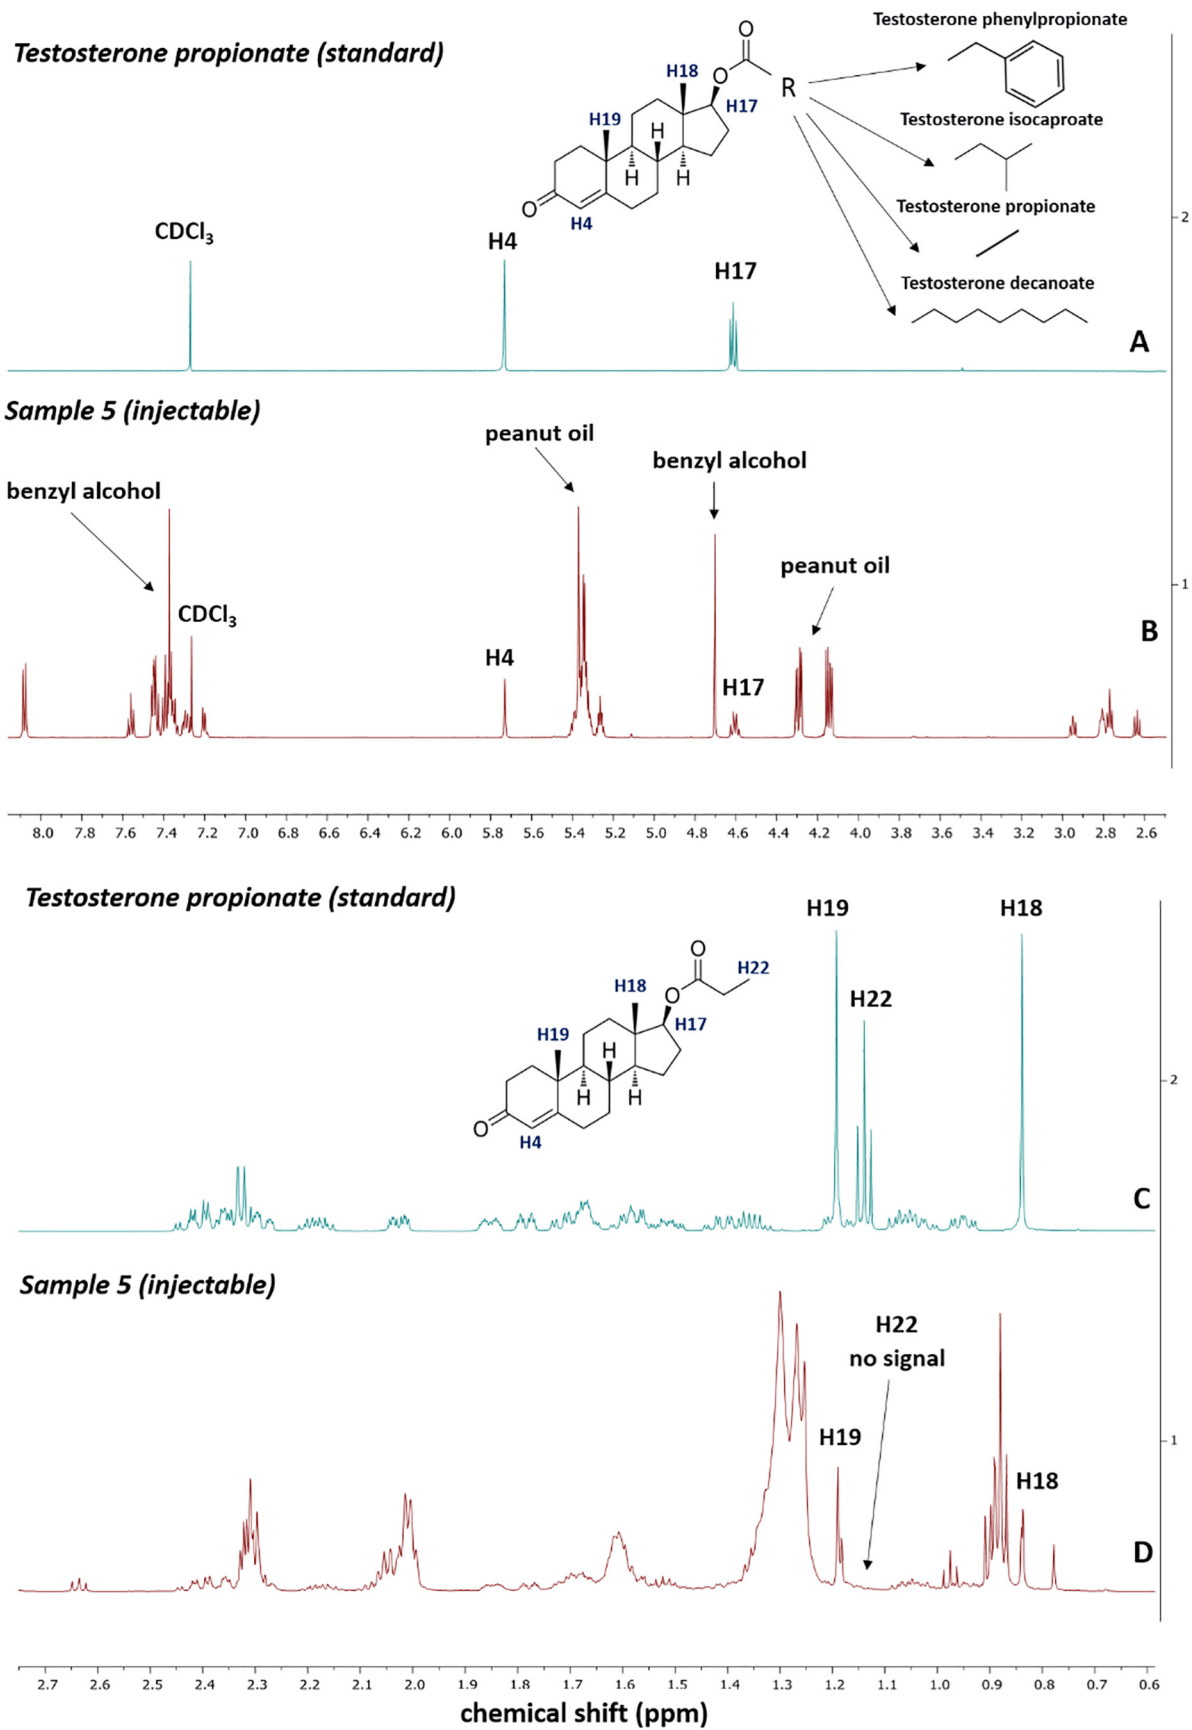 Testosterone propionate (standard)
Testosterone phenylpropionate
O
O
R
H18
H17
H19
H
H
H
O
H4
Testosterone isocaproate
Testosterone propionate
Testosterone decanoate
CDCl3
H4
H17
2
A
Sample 5 (injectable)
peanut oil
benzyl alcohol
benzyl alcohol
peanut oil
CDCl3
H4
H17
1
B
8.0 7.8 7.6 7.4 7.2 7.0 6.8 6.6 6.4 6.2 6.0 5.8 5.6 5.4 5.2 5.0 4.8 4.6 4.4 4.2 4.0 3.8 3.6 3.4 3.2 3.0 2.8 2.6
Testosterone propionate (standard)
H19
H18
H22
O
H22
O
H18
H17
H19
H
H
H
O
H4
2
C
Sample 5 (injectable)
H22
no signal
H19
H18
1
D
2.7 2.6 2.5 2.4 2.3 2.2 2.1 2.0 1.9 1.8 1.7 1.6 1.5 1.4 1.3 1.2 1.1 1.0 0.9 0.8 0.7 0.6
chemical shift (ppm)